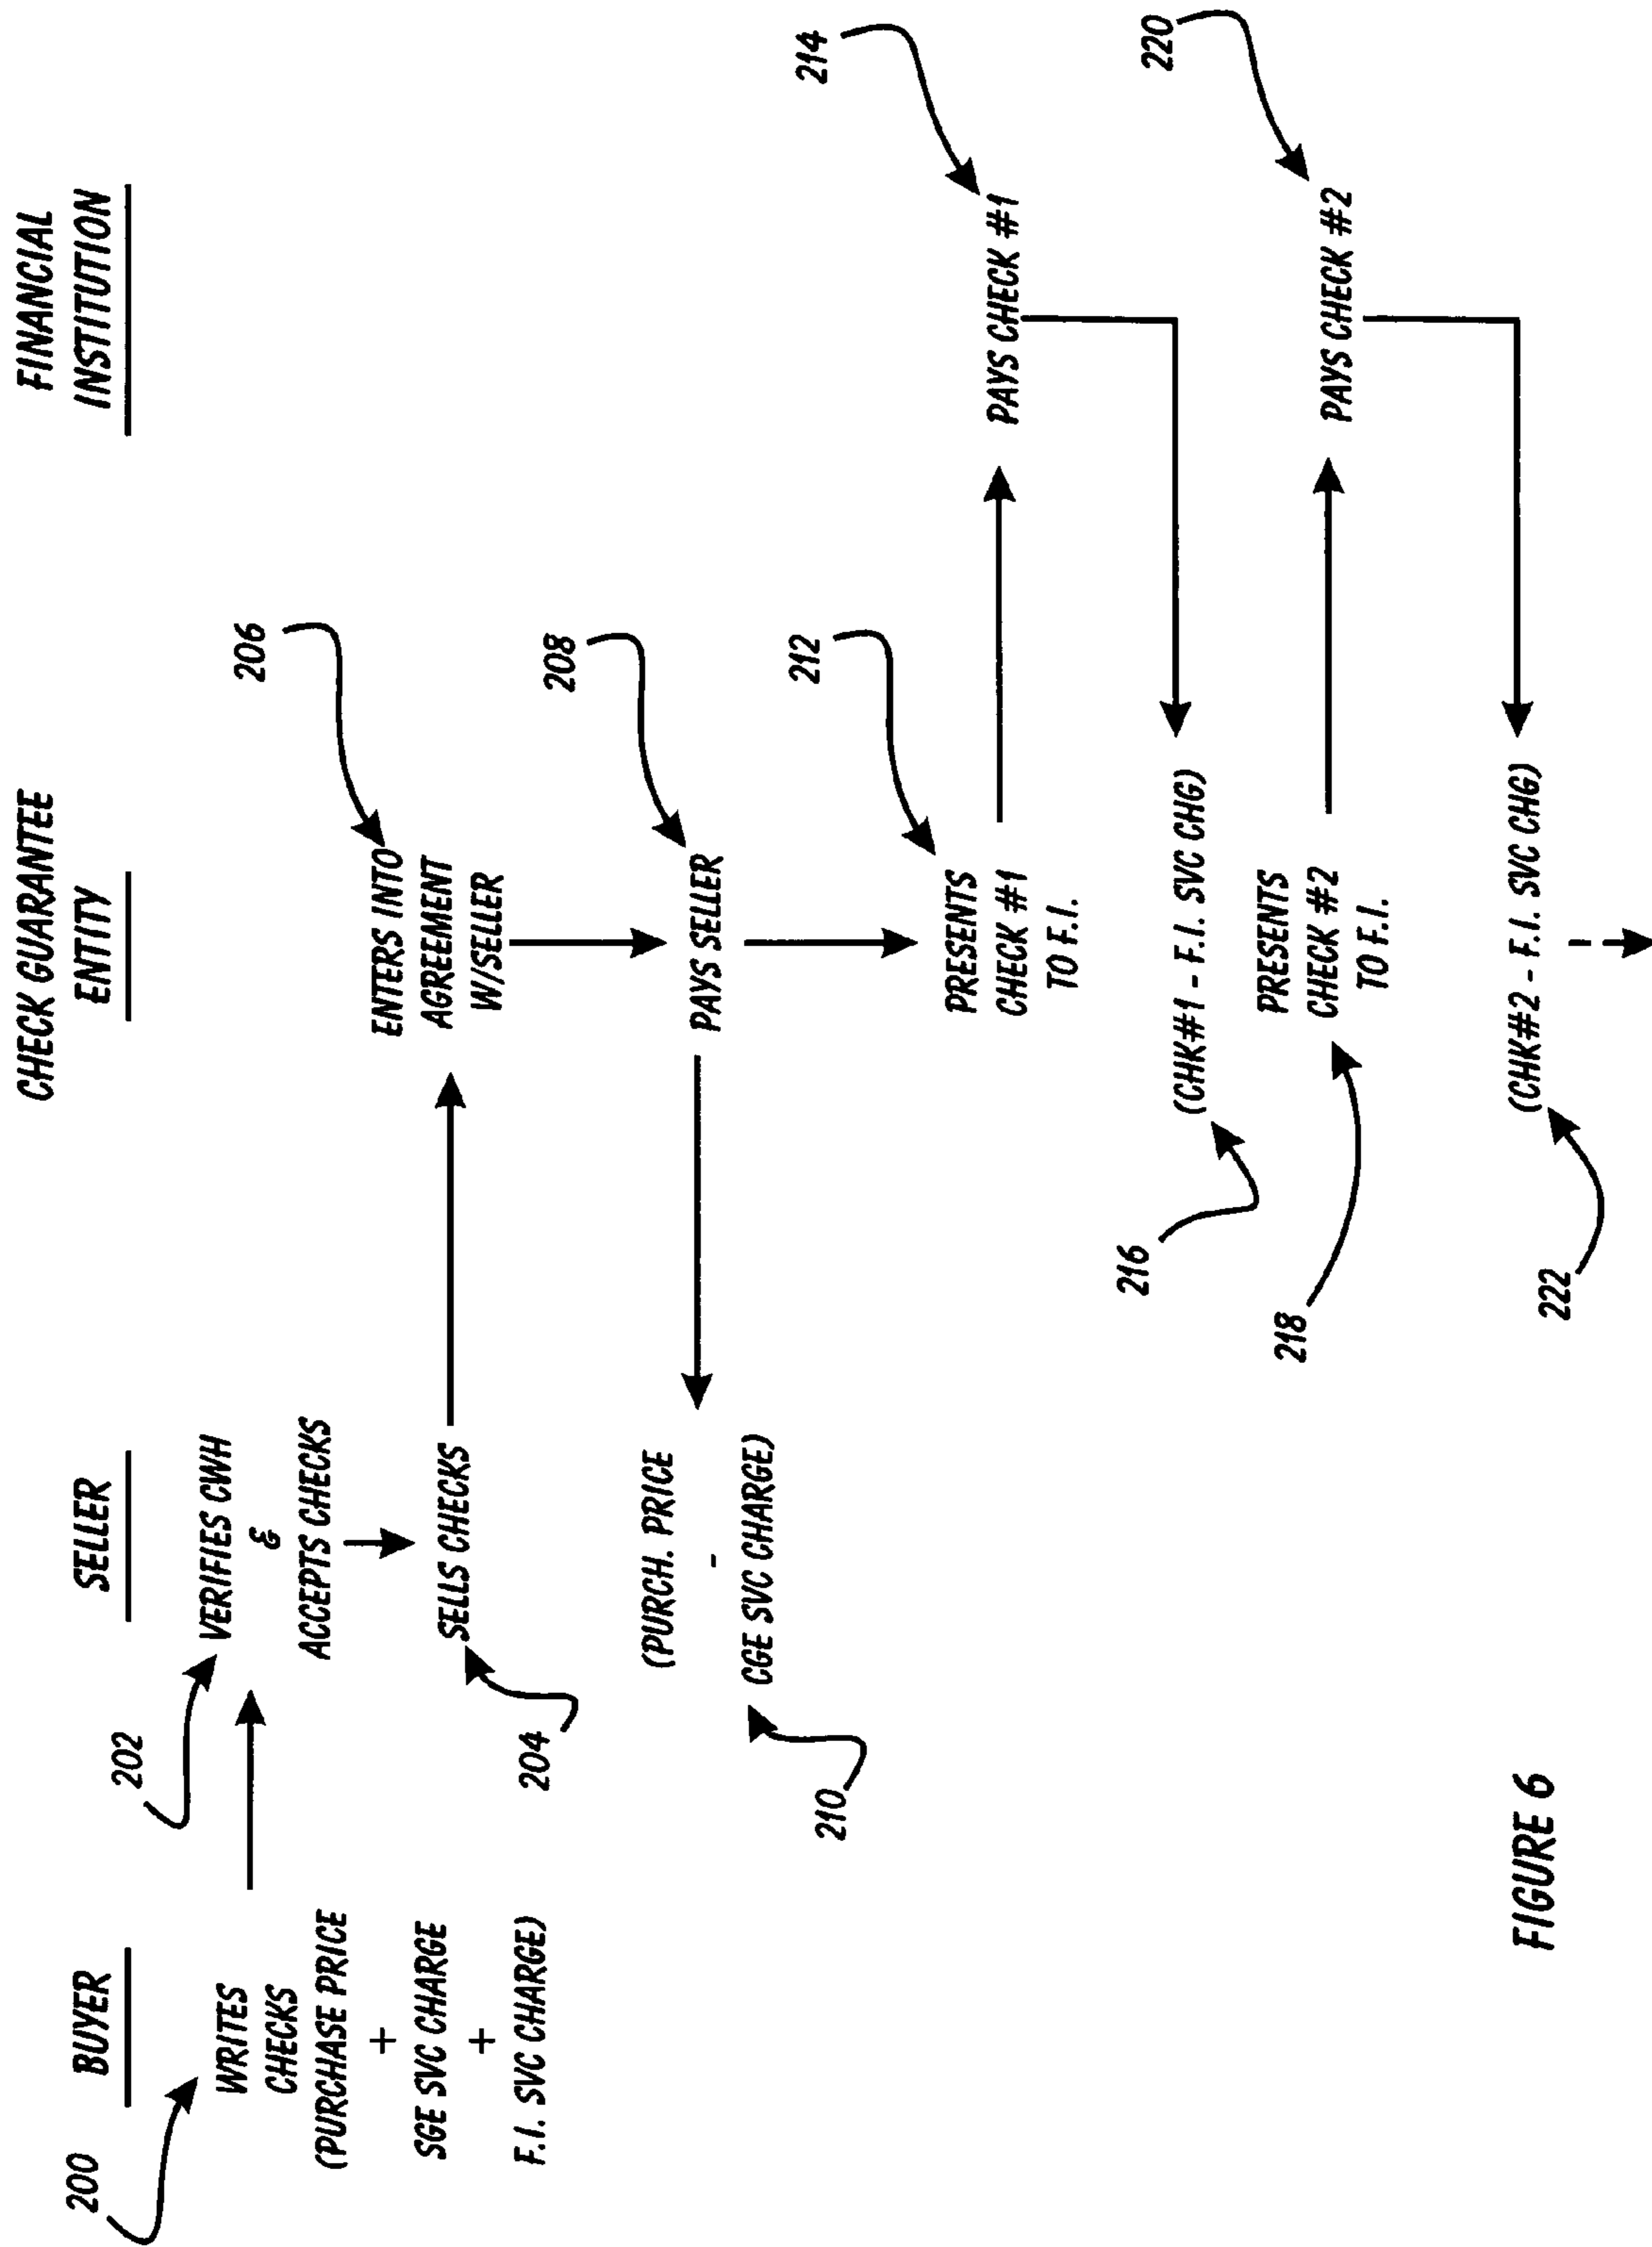 BUYER
SELLER
CHECK GUARANTEE
ENTITY
FINANCIAL
INSTITUTION
200
WRITES
CHECKS
(PURCHASE PRICE
+
SGE SVC CHARGE
+
F.I. SVC CHARGE)
202
VERIFIES CWH
&
ACCEPTS CHECKS
SELLS CHECKS
204
206
ENTERS INTO
AGREEMENT
W/SELLER
208
PAYS SELLER
(PURCH. PRICE
-
CGE SVC CHARGE)
210
212
PRESENTS
CHECK #1
TO F.I.
214
PAYS CHECK #1
(CHK#1 - F.I. SVC CHG)
216
PRESENTS
CHECK #2
TO F.I.
218
220
PAYS CHECK #2
(CHK#2 - F.I. SVC CHG)
222
FIGURE 6